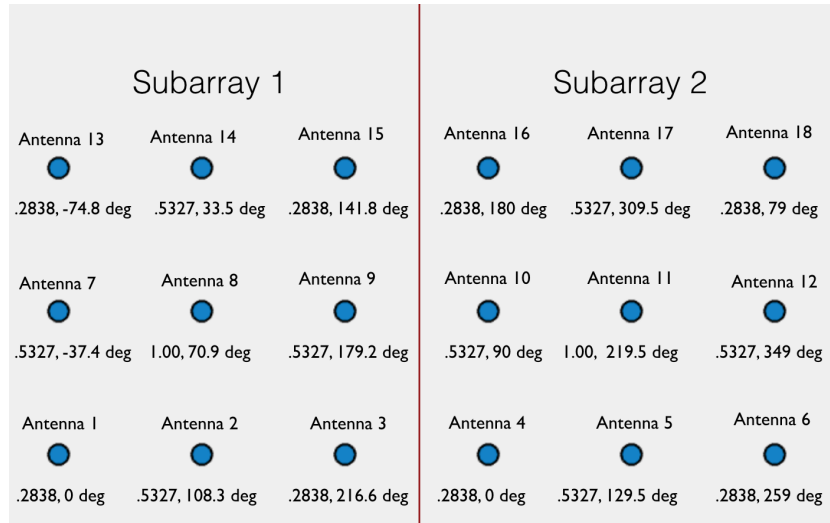 Subarray 1 Subarray 2
Antenna 13 Antenna 14 Antenna 15 Antenna 16 Antenna 17 Antenna 18
.2838, -74.8 deg .5327, 33.5 deg .2838, 141.8 deg .2838, 180 deg .5327, 309.5 deg .2838, 79 deg
Antenna 7 Antenna 8 Antenna 9 Antenna 10 Antenna 11 Antenna 12
.5327, -37.4 deg 1.00, 70.9 deg .5327, 179.2 deg .5327, 90 deg 1.00, 219.5 deg .5327, 349 deg
Antenna 1 Antenna 2 Antenna 3 Antenna 4 Antenna 5 Antenna 6
.2838, 0 deg .5327, 108.3 deg .2838, 216.6 deg .2838, 0 deg .5327, 129.5 deg .2838, 259 deg